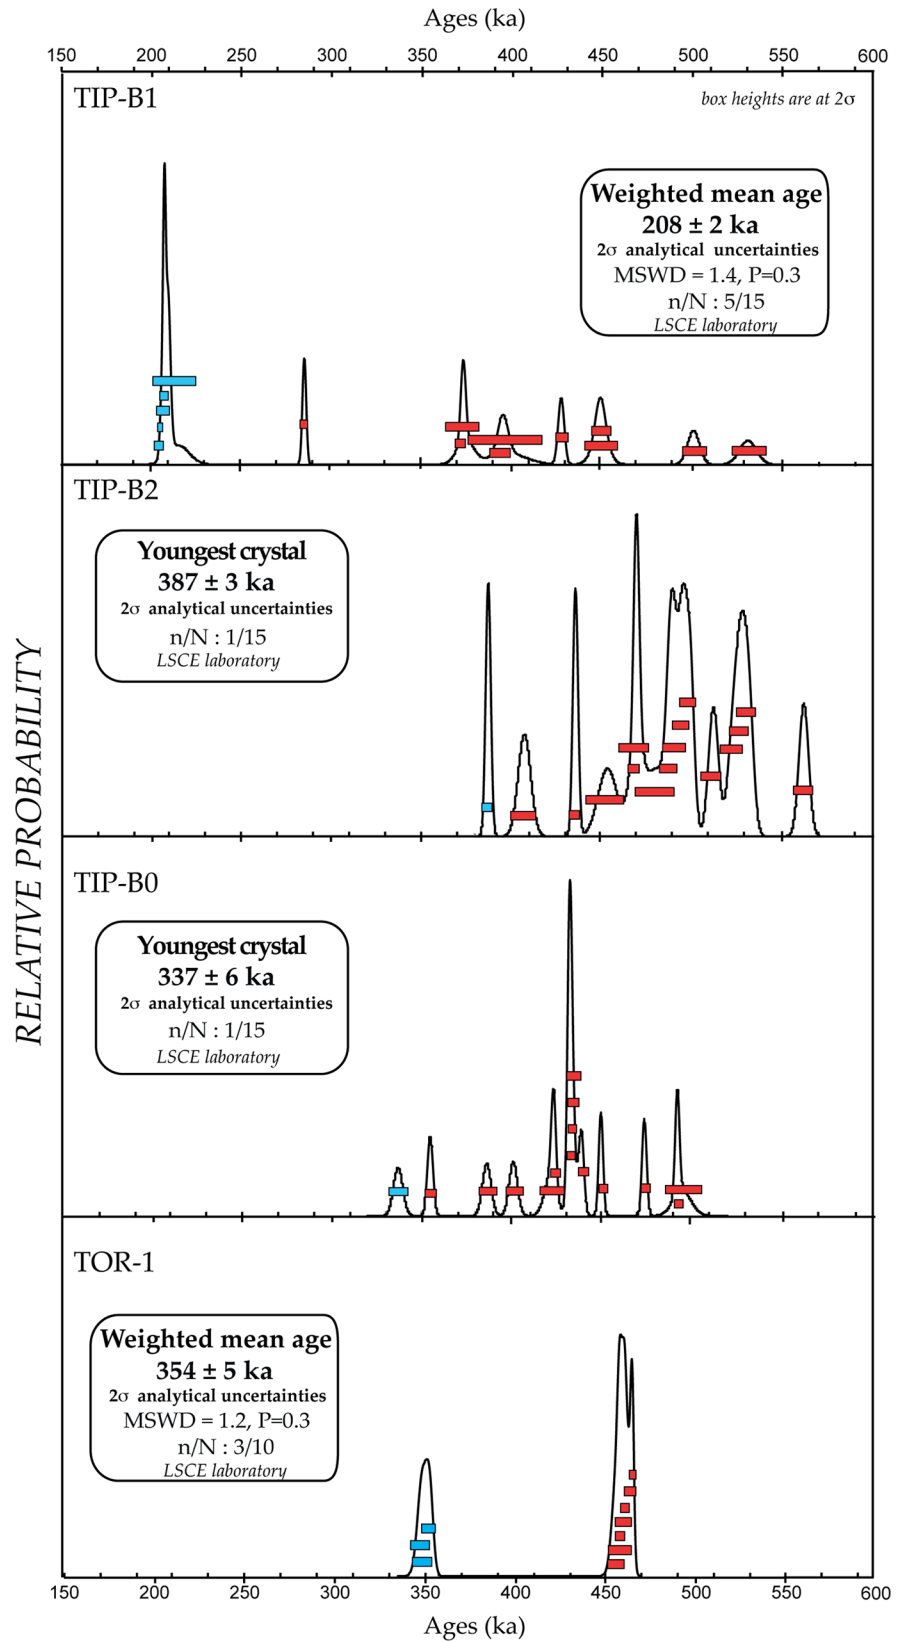 Ages (ka)
150 200 250 300 350 400 450 500 550 600
TIP-B1
box heights are at 2σ
Weighted mean age
208 ± 2 ka
2σ analytical uncertainties
MSWD = 1.4, P=0.3
n/N : 5/15
LSCE laboratory
TIP-B2
Youngest crystal
387 ± 3 ka
2σ analytical uncertainties
n/N : 1/15
LSCE laboratory
RELATIVE PROBABILITY
TIP-B0
Youngest crystal
337 ± 6 ka
2σ analytical uncertainties
n/N : 1/15
LSCE laboratory
TOR-1
Weighted mean age
354 ± 5 ka
2σ analytical uncertainties
MSWD = 1.2, P=0.3
n/N : 3/10
LSCE laboratory
150 200 250 300 350 400 450 500 550 600
Ages (ka)